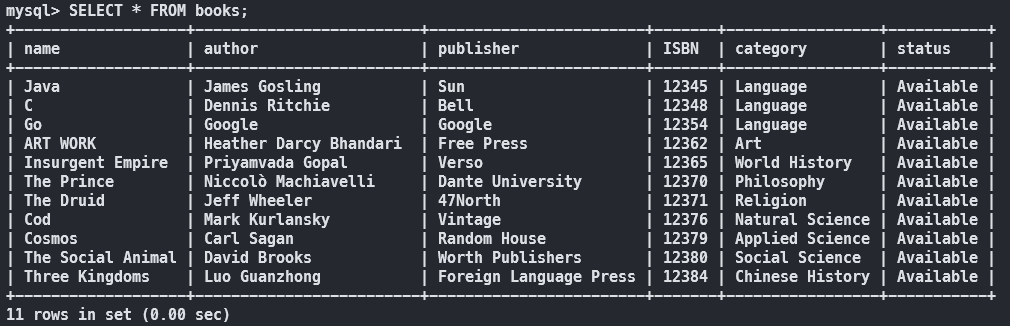 mysql> SELECT * FROM books;
+-------------------+-------------------------+------------------------+-------+-----------------+-----------+
| name              | author                  | publisher              | ISBN  | category        | status    |
+-------------------+-------------------------+------------------------+-------+-----------------+-----------+
| Java              | James Gosling           | Sun                    | 12345 | Language        | Available |
| C                 | Dennis Ritchie          | Bell                   | 12348 | Language        | Available |
| Go                | Google                  | Google                 | 12354 | Language        | Available |
| ART WORK          | Heather Darcy Bhandari  | Free Press             | 12362 | Art             | Available |
| Insurgent Empire  | Priyamvada Gopal        | Verso                  | 12365 | World History   | Available |
| The Prince        | Niccolò Machiavelli     | Dante University       | 12370 | Philosophy      | Available |
| The Druid         | Jeff Wheeler            | 47North                | 12371 | Religion        | Available |
| Cod               | Mark Kurlansky          | Vintage                | 12376 | Natural Science | Available |
| Cosmos            | Carl Sagan              | Random House           | 12379 | Applied Science | Available |
| The Social Animal | David Brooks            | Worth Publishers       | 12380 | Social Science  | Available |
| Three Kingdoms    | Luo Guanzhong           | Foreign Language Press | 12384 | Chinese History | Available |
+-------------------+-------------------------+------------------------+-------+-----------------+-----------+
11 rows in set (0.00 sec)